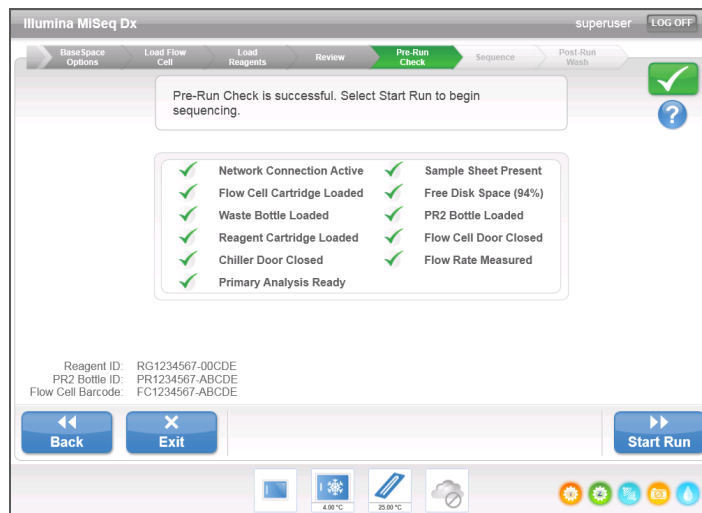 Illumina MiSeq Dx
superuser
LOG OFF
BaseSpace
Options
Load Flow
Cell
Load
Reagents
Review
Pre-Run
Check
Sequence
Post-Run
Wash
Pre-Run Check is successful. Select Start Run to begin
sequencing.
Network Connection Active
Sample Sheet Present
Flow Cell Cartridge Loaded
Free Disk Space (94%)
Waste Bottle Loaded
PR2 Bottle Loaded
Reagent Cartridge Loaded
Flow Cell Door Closed
Chiller Door Closed
Flow Rate Measured
Primary Analysis Ready
Reagent ID: RG1234567-00CDE
PR2 Bottle ID: PR1234567-ABCDE
Flow Cell Barcode: FC1234567-ABCDE
Back
Exit
Start Run
4.00 °C
25.00 °C